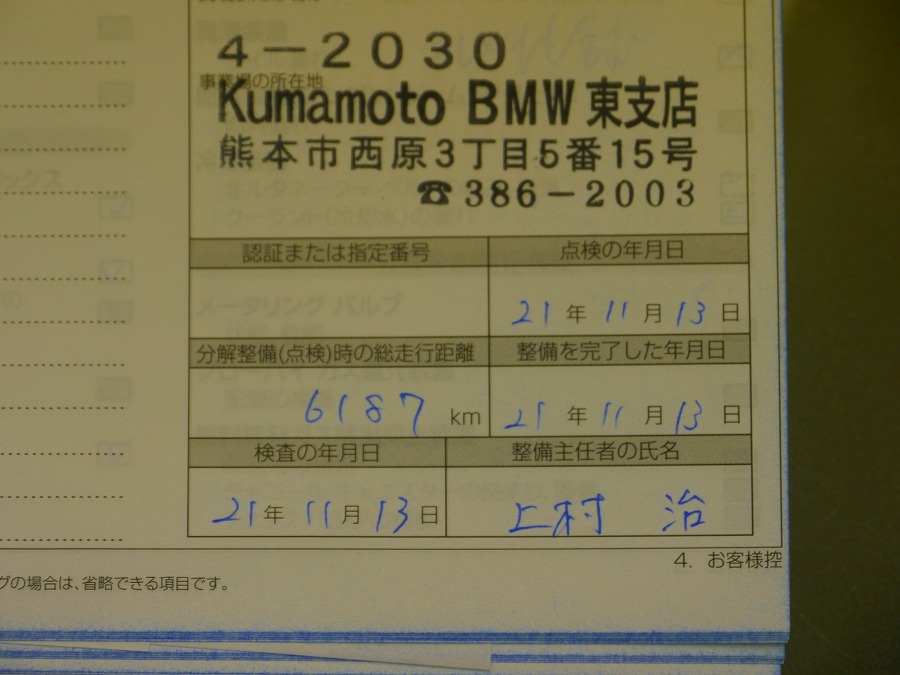 4－2030
事業場の所在地
Kumamoto BMW 東支店
熊本市西原3丁目5番15号
☎386－2003
認証または指定番号
点検の年月日
21年11月13日
分解整備(点検)時の総走行距離
整備を完了した年月日
6187 km
21年11月13日
検査の年月日
整備主任者の氏名
21年11月13日
上村 治
4. お客様控
グの場合は、省略できる項目です。